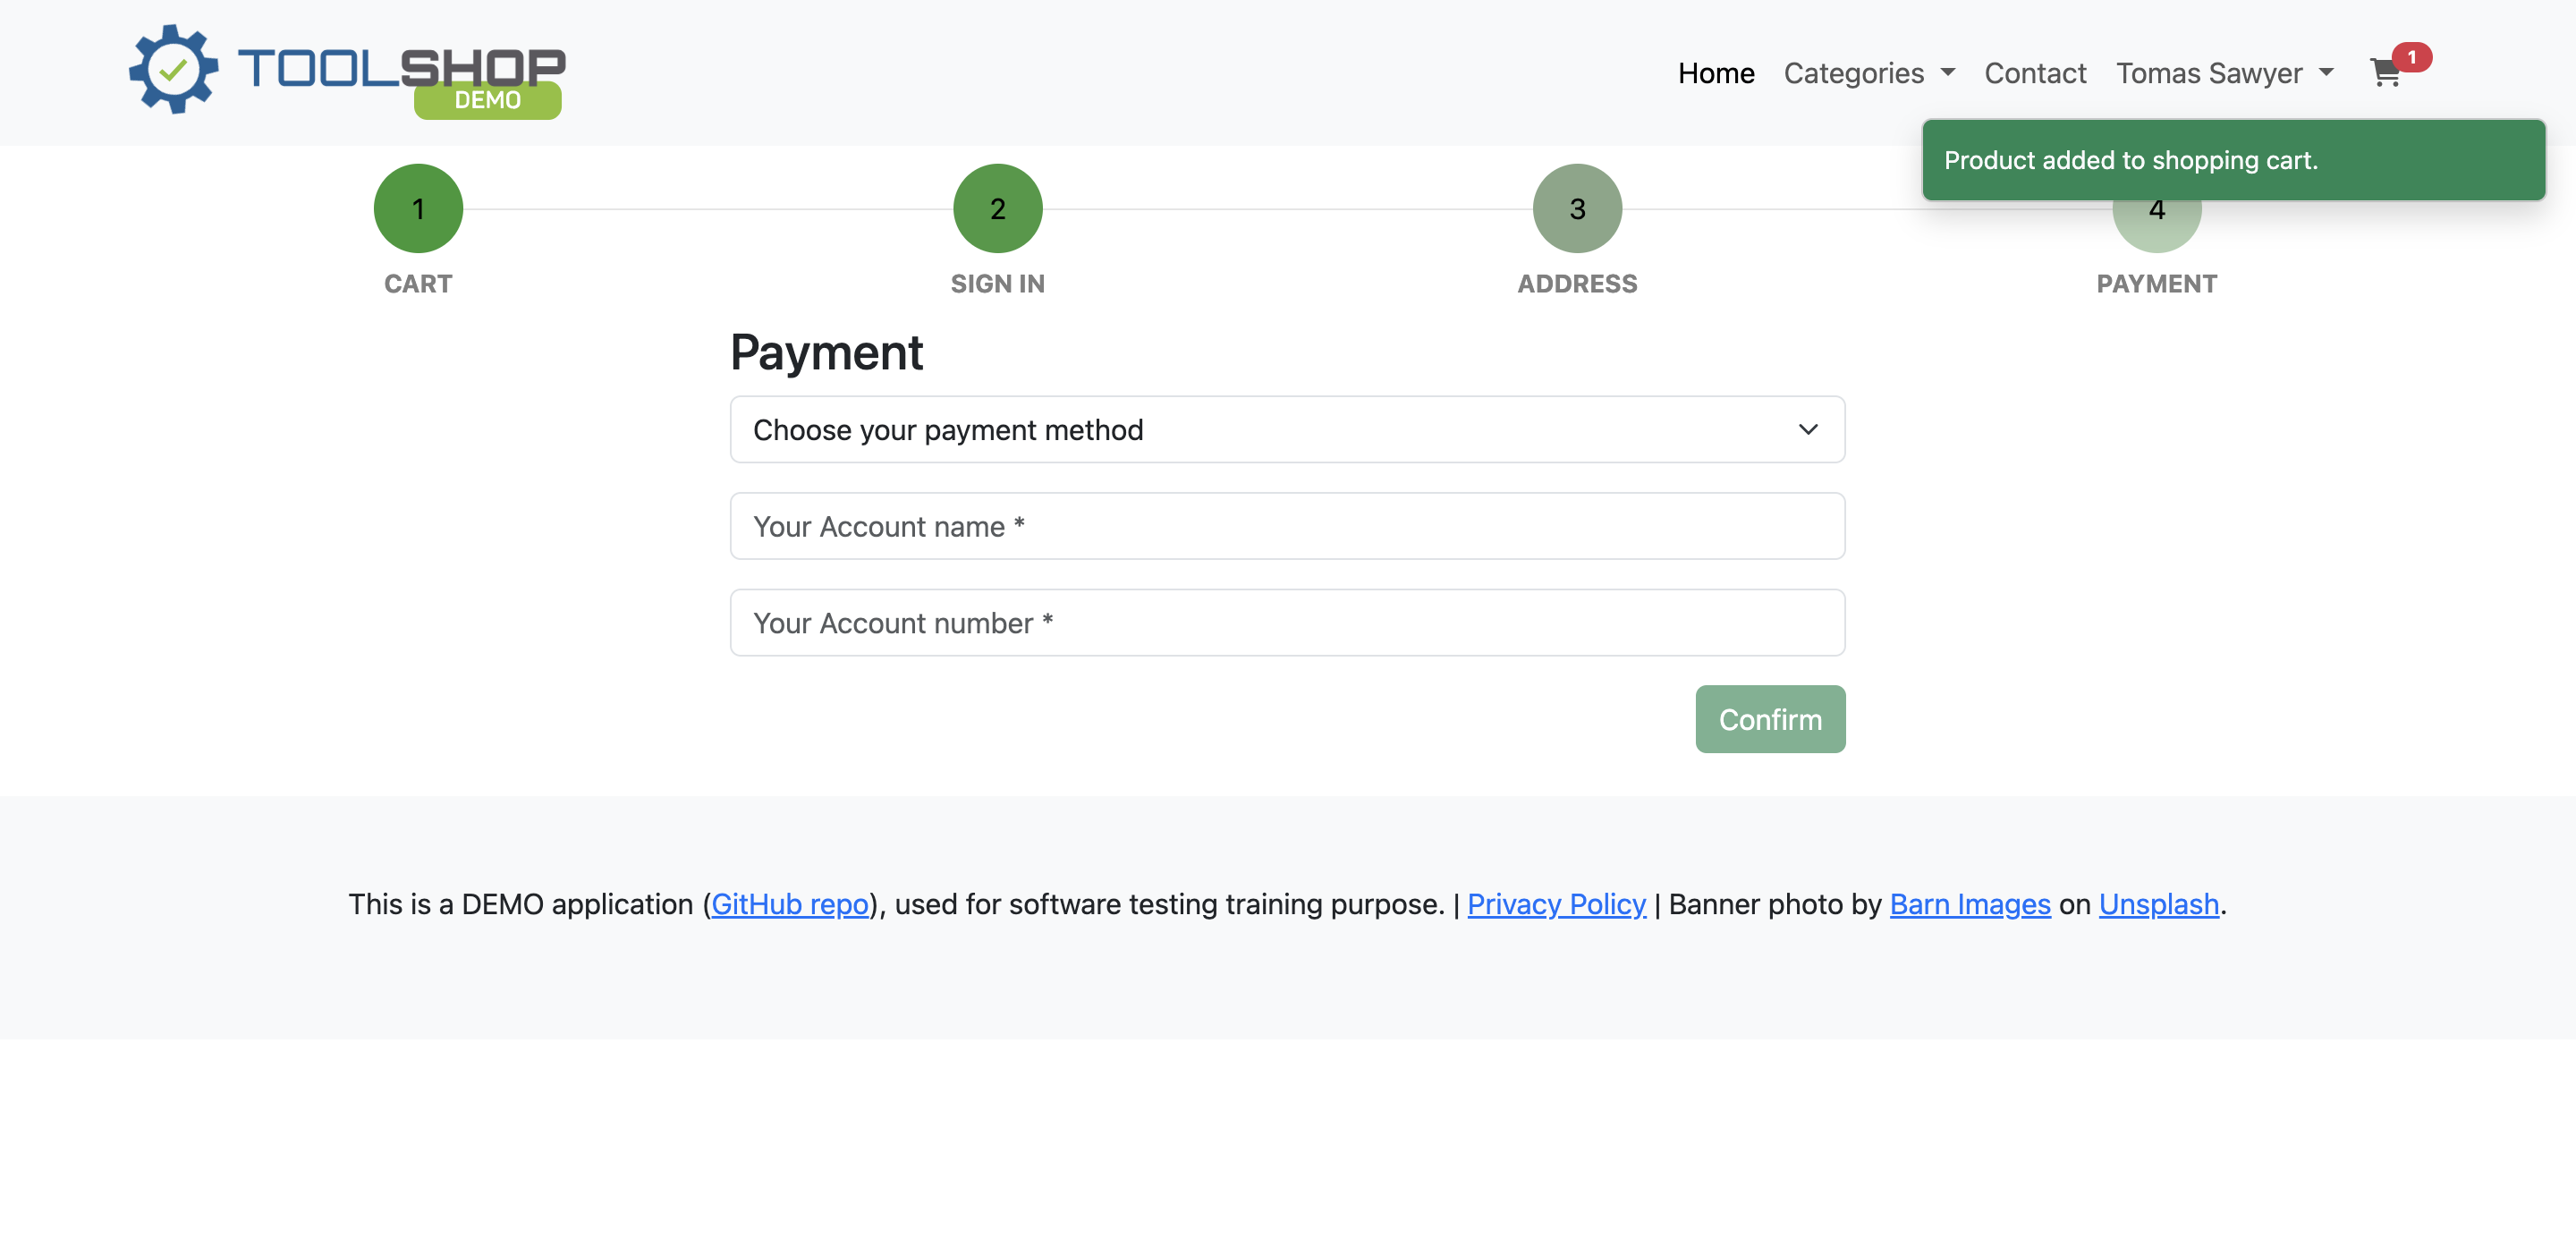 TOOLSHOP
DEMO
Home Categories Contact Tomas Sawyer 1
Product added to shopping cart.
1 2 3 4
CART SIGN IN ADDRESS PAYMENT
Payment
Choose your payment method
Your Account name *
Your Account number *
Confirm
This is a DEMO application (GitHub repo), used for software testing training purpose. | Privacy Policy | Banner photo by Barn Images on Unsplash.